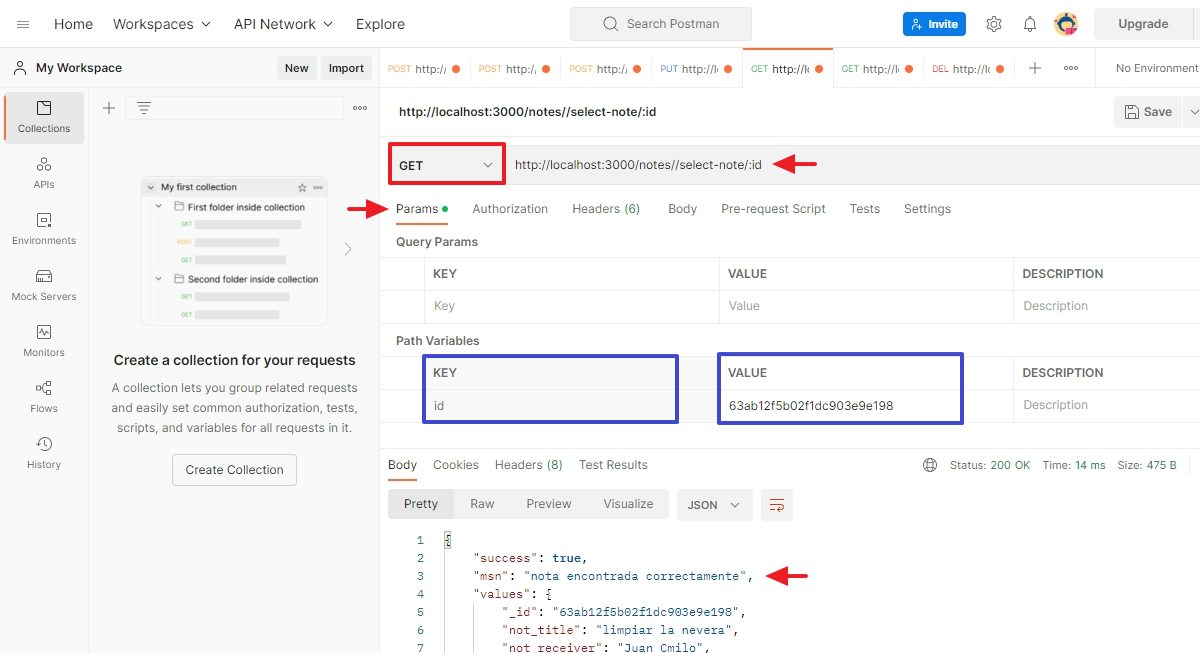 Home Workspaces API Network Explore Search Postman Invite Upgrade
My Workspace New Import
POST http:/ POST http:/ POST http:/ PUT http://l GET http://l GET http://l DEL http://l No Environment
Collections
APIs
Environments
Mock Servers
Monitors
Flows
History
My first collection
First folder inside collection
GET
POST
GET
Second folder inside collection
GET
GET
Create a collection for your requests
A collection lets you group related requests
and easily set common authorization, tests,
scripts, and variables for all requests in it.
Create Collection
http://localhost:3000/notes//select-note/:id Save
GET http://localhost:3000/notes//select-note/:id
Params Authorization Headers (6) Body Pre-request Script Tests Settings
Query Params
KEY VALUE DESCRIPTION
Key Value Description
Path Variables
KEY VALUE DESCRIPTION
id 63ab12f5b02f1dc903e9e198 Description
Body Cookies Headers (8) Test Results Status: 200 OK Time: 14 ms Size: 475 B
Pretty Raw Preview Visualize JSON
1 {
2 "success": true,
3 "msn": "nota encontrada correctamente",
4 "values": {
5 "_id": "63ab12f5b02f1dc903e9e198",
6 "not_title": "limpiar la nevera",
7 "not_receiver": "Juan Cmilo",